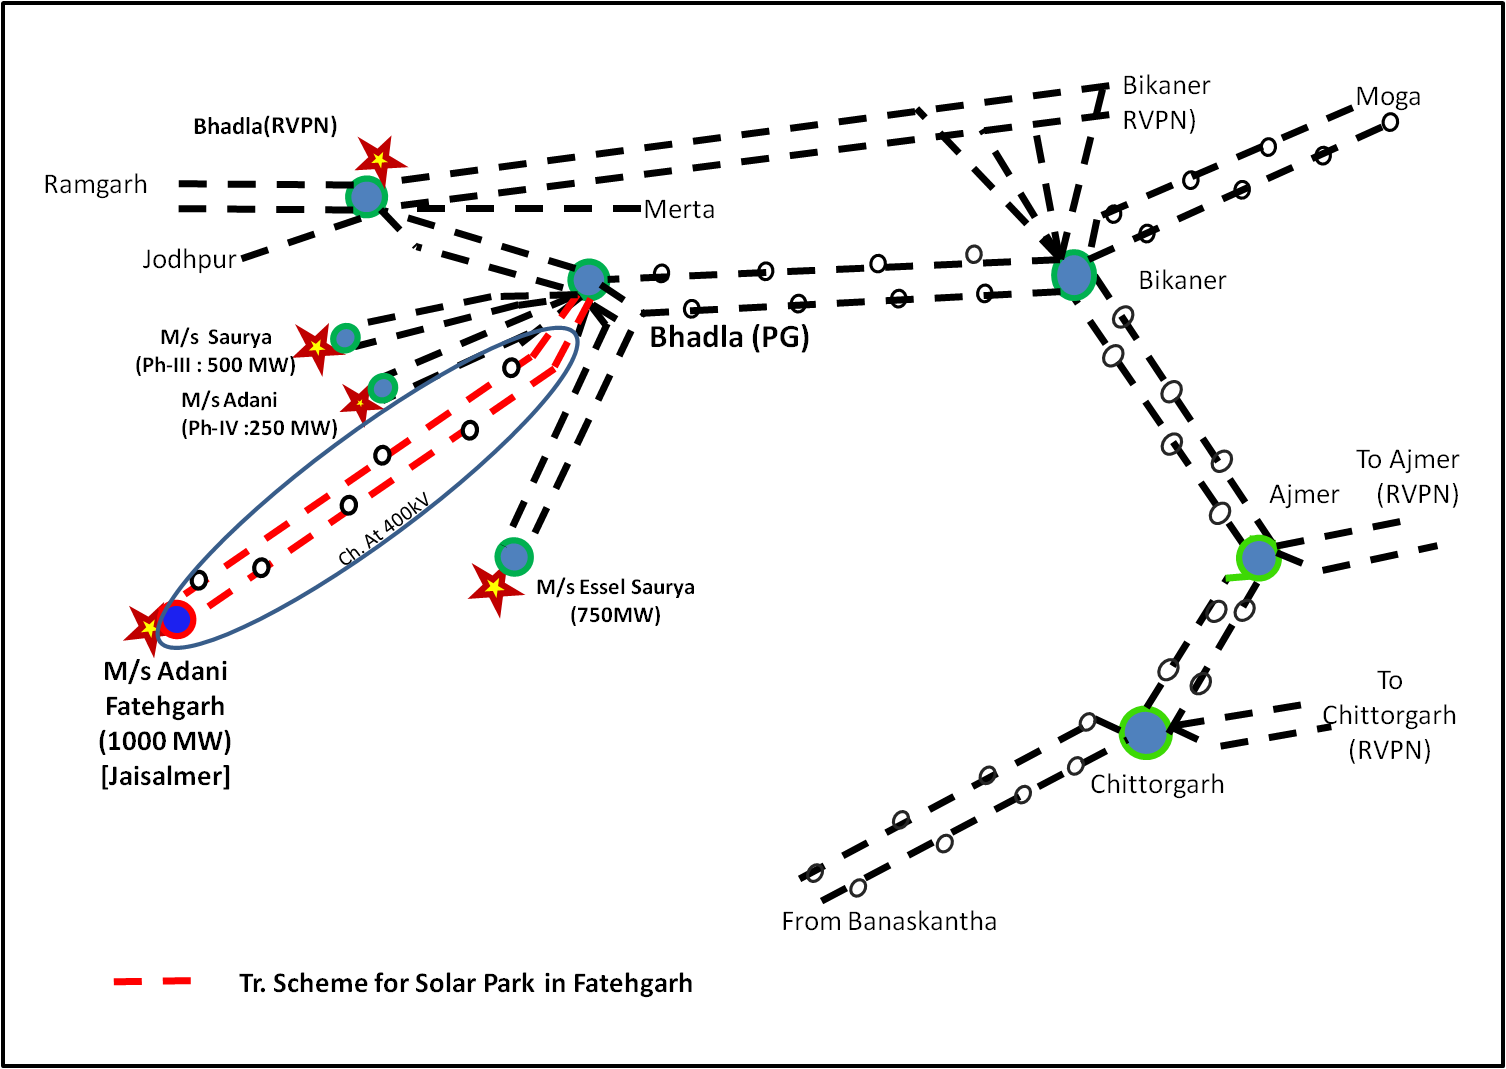 Bikaner
RVPN)
Moga
Bhadla(RVPN)
Ramgarh
Merta
Jodhpur
Bikaner
M/s  Saurya
(Ph-III : 500 MW)
Bhadla (PG)
M/s Adani
(Ph-IV :250 MW)
To Ajmer
(RVPN)
Ajmer
Ch. At 400kV
M/s Essel Saurya
(750MW)
M/s Adani
Fatehgarh
(1000 MW)
[Jaisalmer]
To
Chittorgarh
(RVPN)
Chittorgarh
From Banaskantha
Tr. Scheme for Solar Park in Fatehgarh